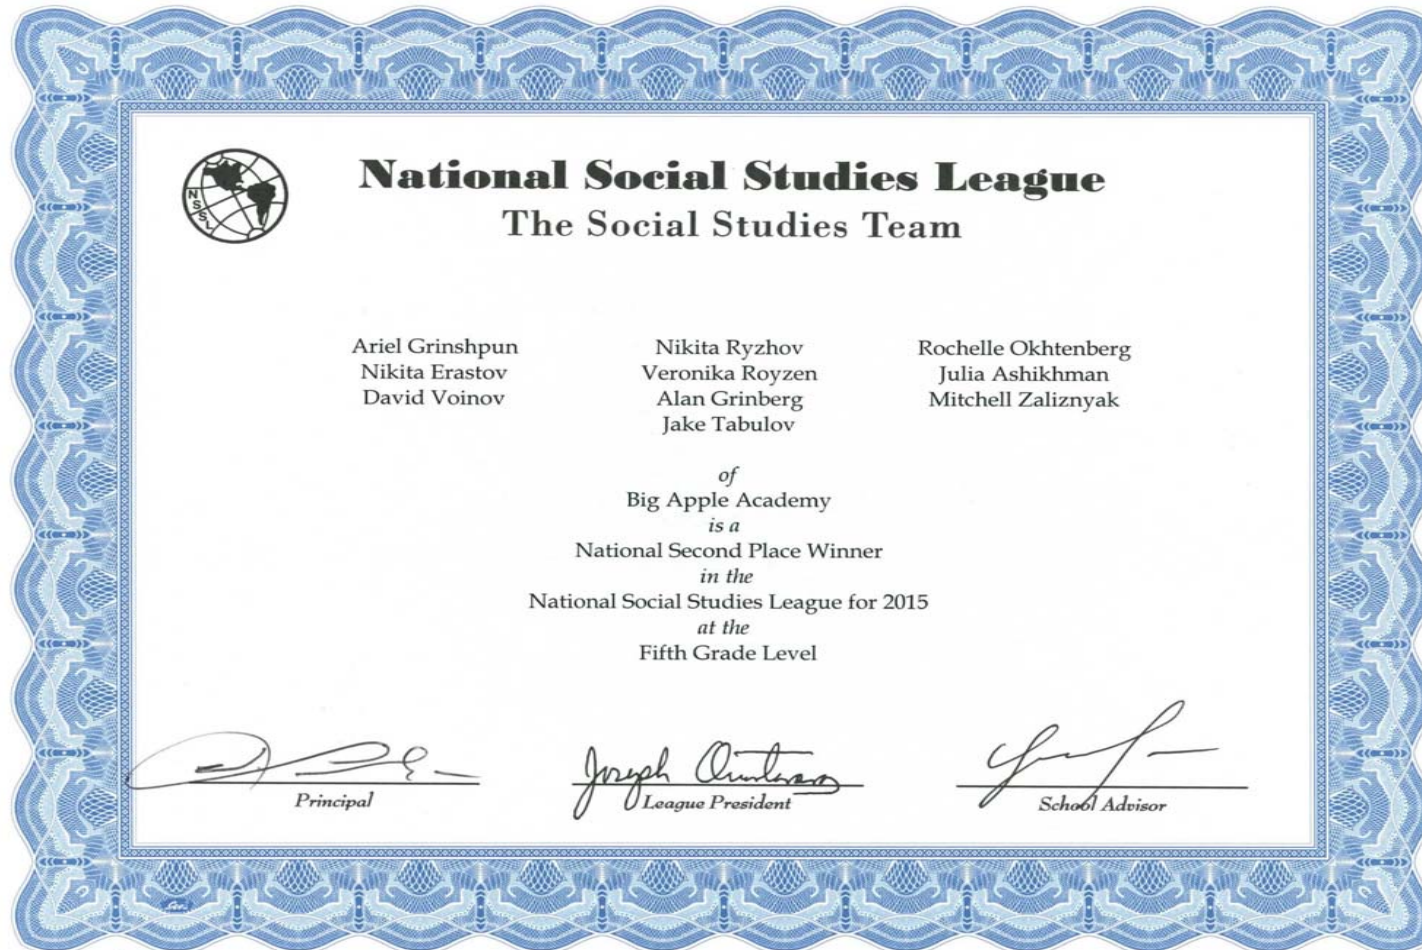 NSSL
National Social Studies League
The Social Studies Team
Ariel Grinshpun
Nikita Erastov
David Voinov
Nikita Ryzhov
Veronika Royzen
Alan Grinberg
Jake Tabulov
Rochelle Okhtenberg
Julia Ashikhman
Mitchell Zaliznyak
of
Big Apple Academy
is a
National Second Place Winner
in the
National Social Studies League for 2015
at the
Fifth Grade Level
Joseph
Principal
League President
School Advisor